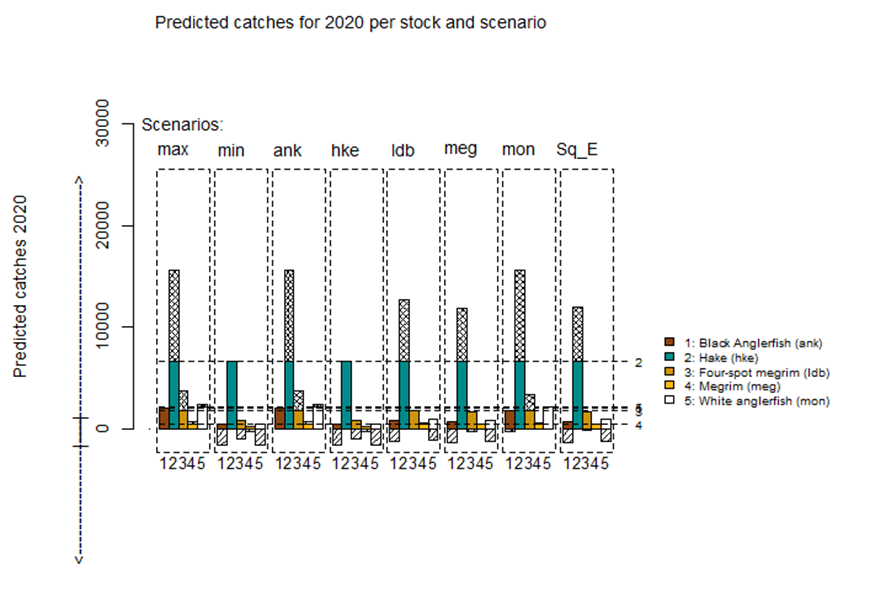 Predicted catches for 2020 per stock and scenario
Predicted catches 2020
30000
20000
10000
0
Scenarios:
max min ank hke ldb meg mon Sq_E
2
3
4
12345 12345 12345 12345 12345 12345 12345 12345
1: Black Anglerfish (ank)
2: Hake (hke)
3: Four-spot megrim (ldb)
4: Megrim (meg)
5: White anglerfish (mon)